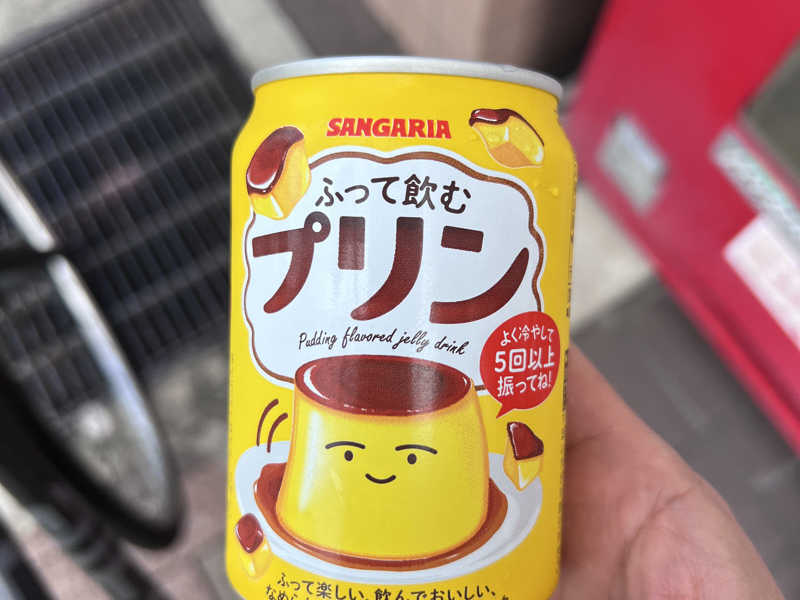 SANGARIA
ふって飲む
プリン
Pudding flavored jelly drink
よく冷やして
5回以上
振ってね!
ふって楽しい、飲んでおいしい、